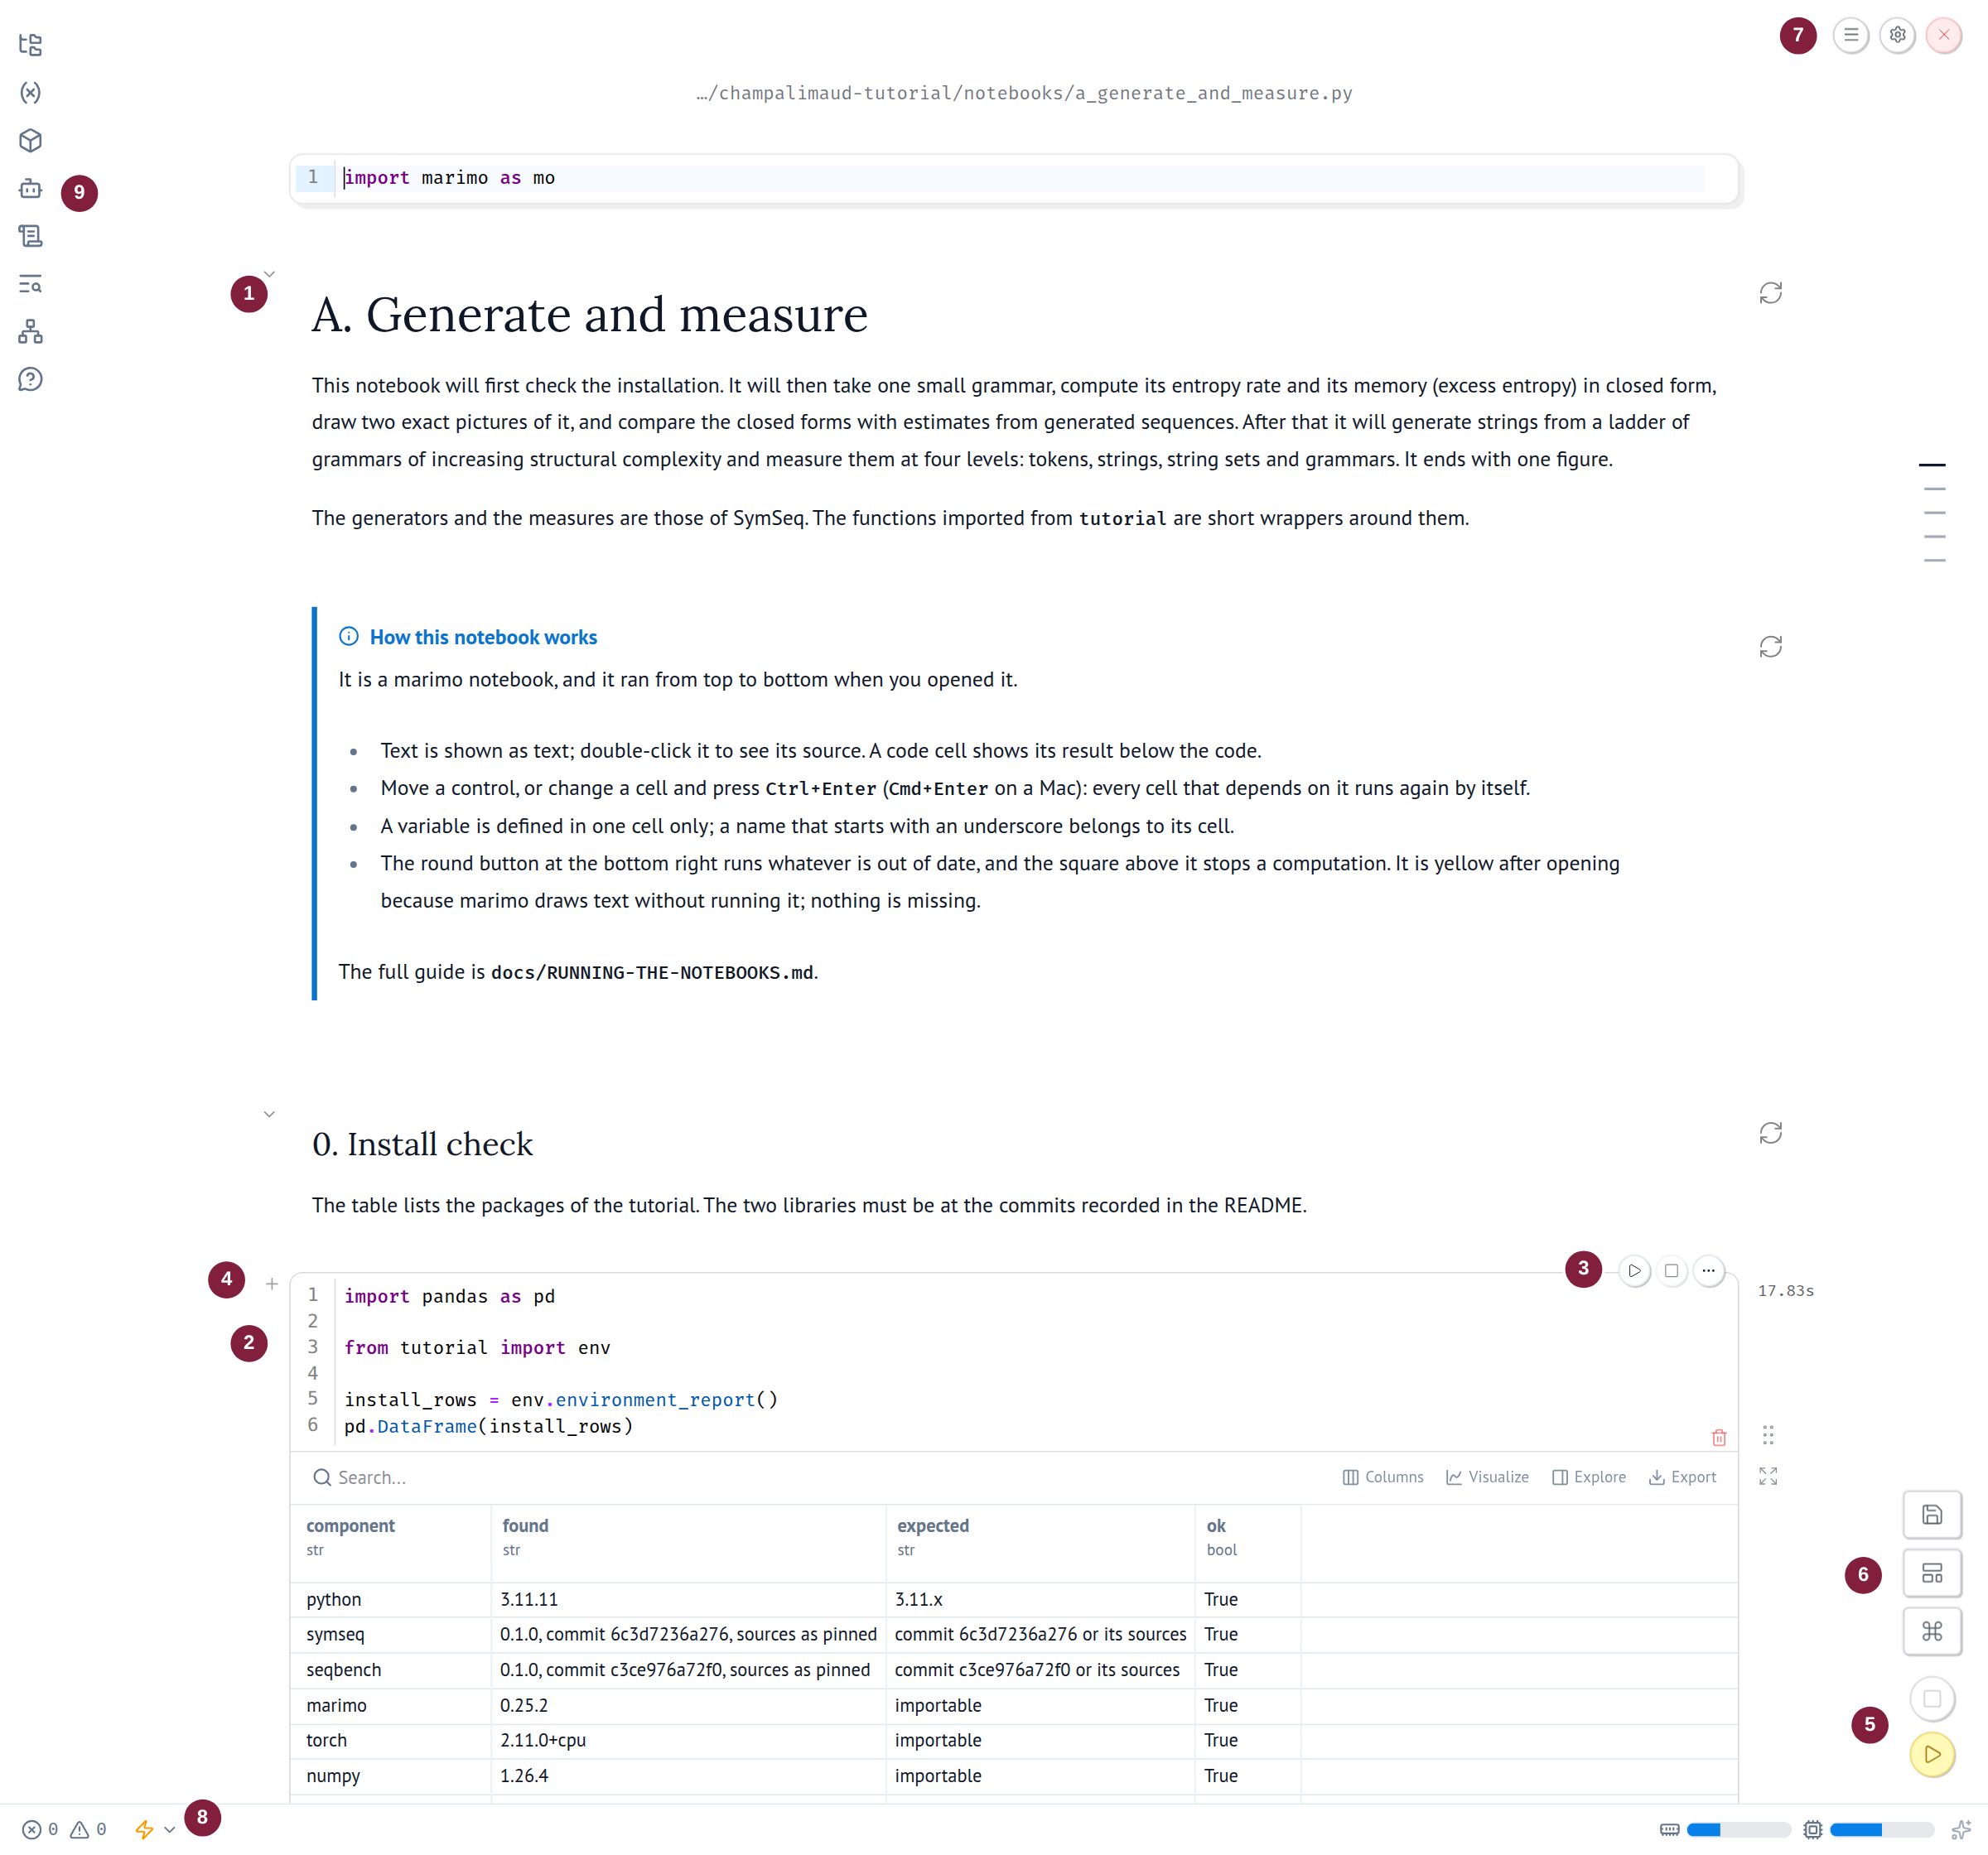 7
…/champalimaud-tutorial/notebooks/a_generate_and_measure.py
1 import marimo as mo
9
1
A. Generate and measure
This notebook will first check the installation. It will then take one small grammar, compute its entropy rate and its memory (excess entropy) in closed form,
draw two exact pictures of it, and compare the closed forms with estimates from generated sequences. After that it will generate strings from a ladder of
grammars of increasing structural complexity and measure them at four levels: tokens, strings, string sets and grammars. It ends with one figure.
The generators and the measures are those of SymSeq. The functions imported from tutorial are short wrappers around them.
How this notebook works
It is a marimo notebook, and it ran from top to bottom when you opened it.
• Text is shown as text; double-click it to see its source. A code cell shows its result below the code.
• Move a control, or change a cell and press Ctrl+Enter (Cmd+Enter on a Mac): every cell that depends on it runs again by itself.
• A variable is defined in one cell only; a name that starts with an underscore belongs to its cell.
• The round button at the bottom right runs whatever is out of date, and the square above it stops a computation. It is yellow after opening
because marimo draws text without running it; nothing is missing.
The full guide is docs/RUNNING-THE-NOTEBOOKS.md.
0. Install check
The table lists the packages of the tutorial. The two libraries must be at the commits recorded in the README.
4
3
17.83s
1 import pandas as pd
2
2
3 from tutorial import env
4
5 install_rows = env.environment_report()
6 pd.DataFrame(install_rows)
Search... Columns Visualize Explore Export
component found expected ok
str str str bool
python 3.11.11 3.11.x True
symseq 0.1.0, commit 6c3d7236a276, sources as pinned commit 6c3d7236a276 or its sources True
seqbench 0.1.0, commit c3ce976a72f0, sources as pinned commit c3ce976a72f0 or its sources True
marimo 0.25.2 importable True
torch 2.11.0+cpu importable True
numpy 1.26.4 importable True
6
5
8
0 0